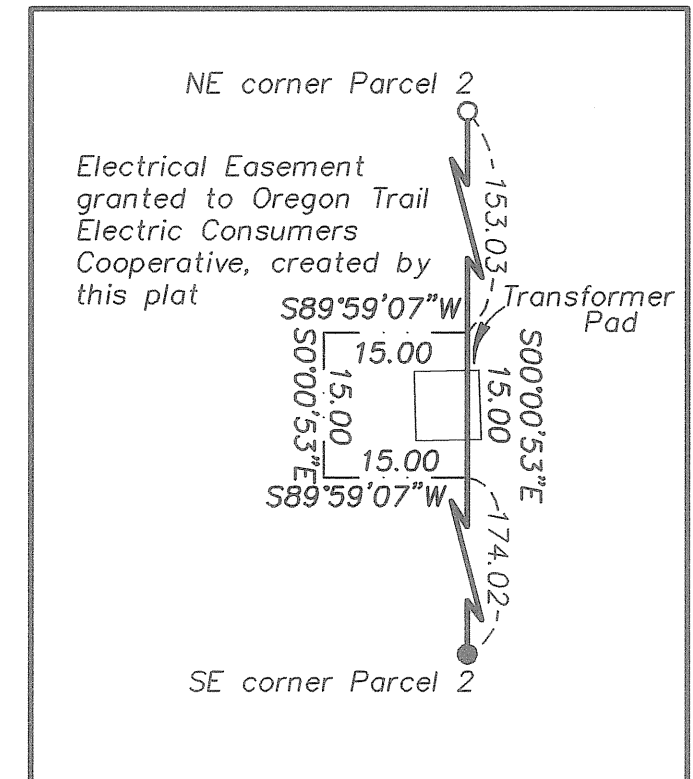 NE corner Parcel 2
Electrical Easement
granted to Oregon Trail
Electric Consumers
Cooperative, created by
this plat
153.03
Transformer
Pad
S89°59'07"W
15.00
S0°00'53"E
15.00
15.00
S00°00'53"E
15.00
S89°59'07"W
174.02
SE corner Parcel 2